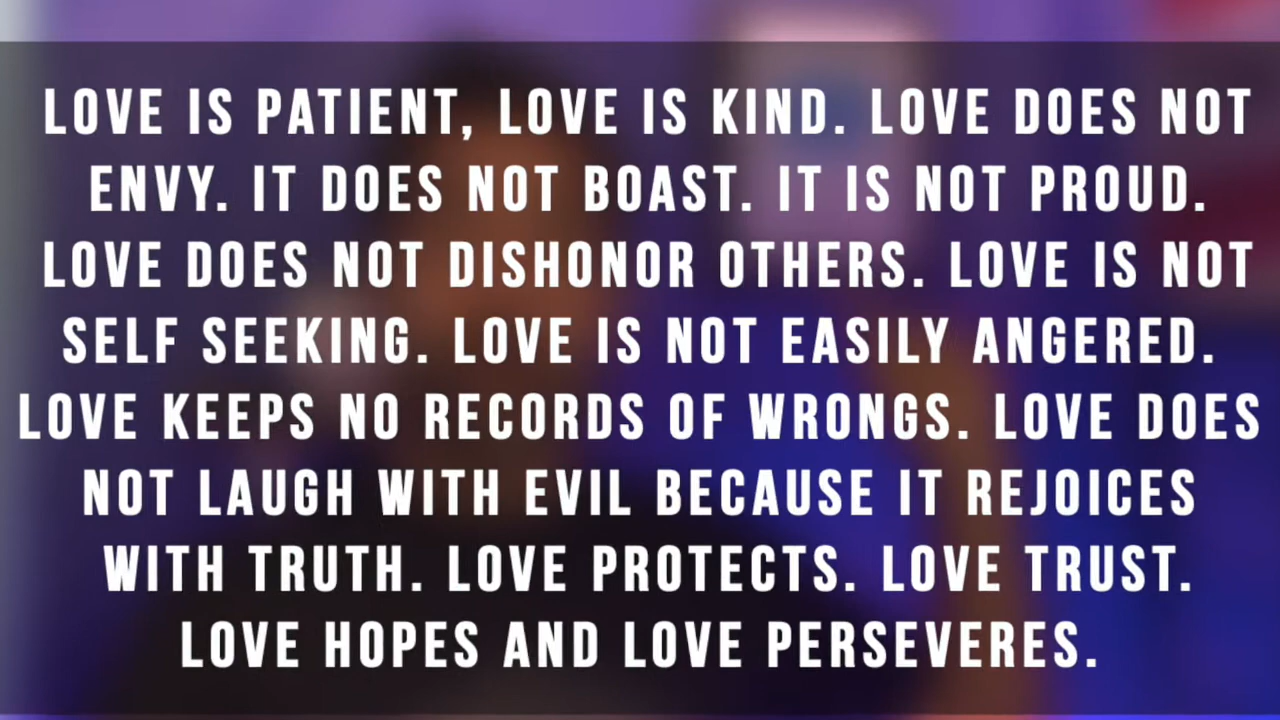 LOVE IS PATIENT, LOVE IS KIND. LOVE DOES NOT
ENVY. IT DOES NOT BOAST. IT IS NOT PROUD.
LOVE DOES NOT DISHONOR OTHERS. LOVE IS NOT
SELF SEEKING. LOVE IS NOT EASILY ANGERED.
LOVE KEEPS NO RECORDS OF WRONGS. LOVE DOES
NOT LAUGH WITH EVIL BECAUSE IT REJOICES
WITH TRUTH. LOVE PROTECTS. LOVE TRUST.
LOVE HOPES AND LOVE PERSEVERES.